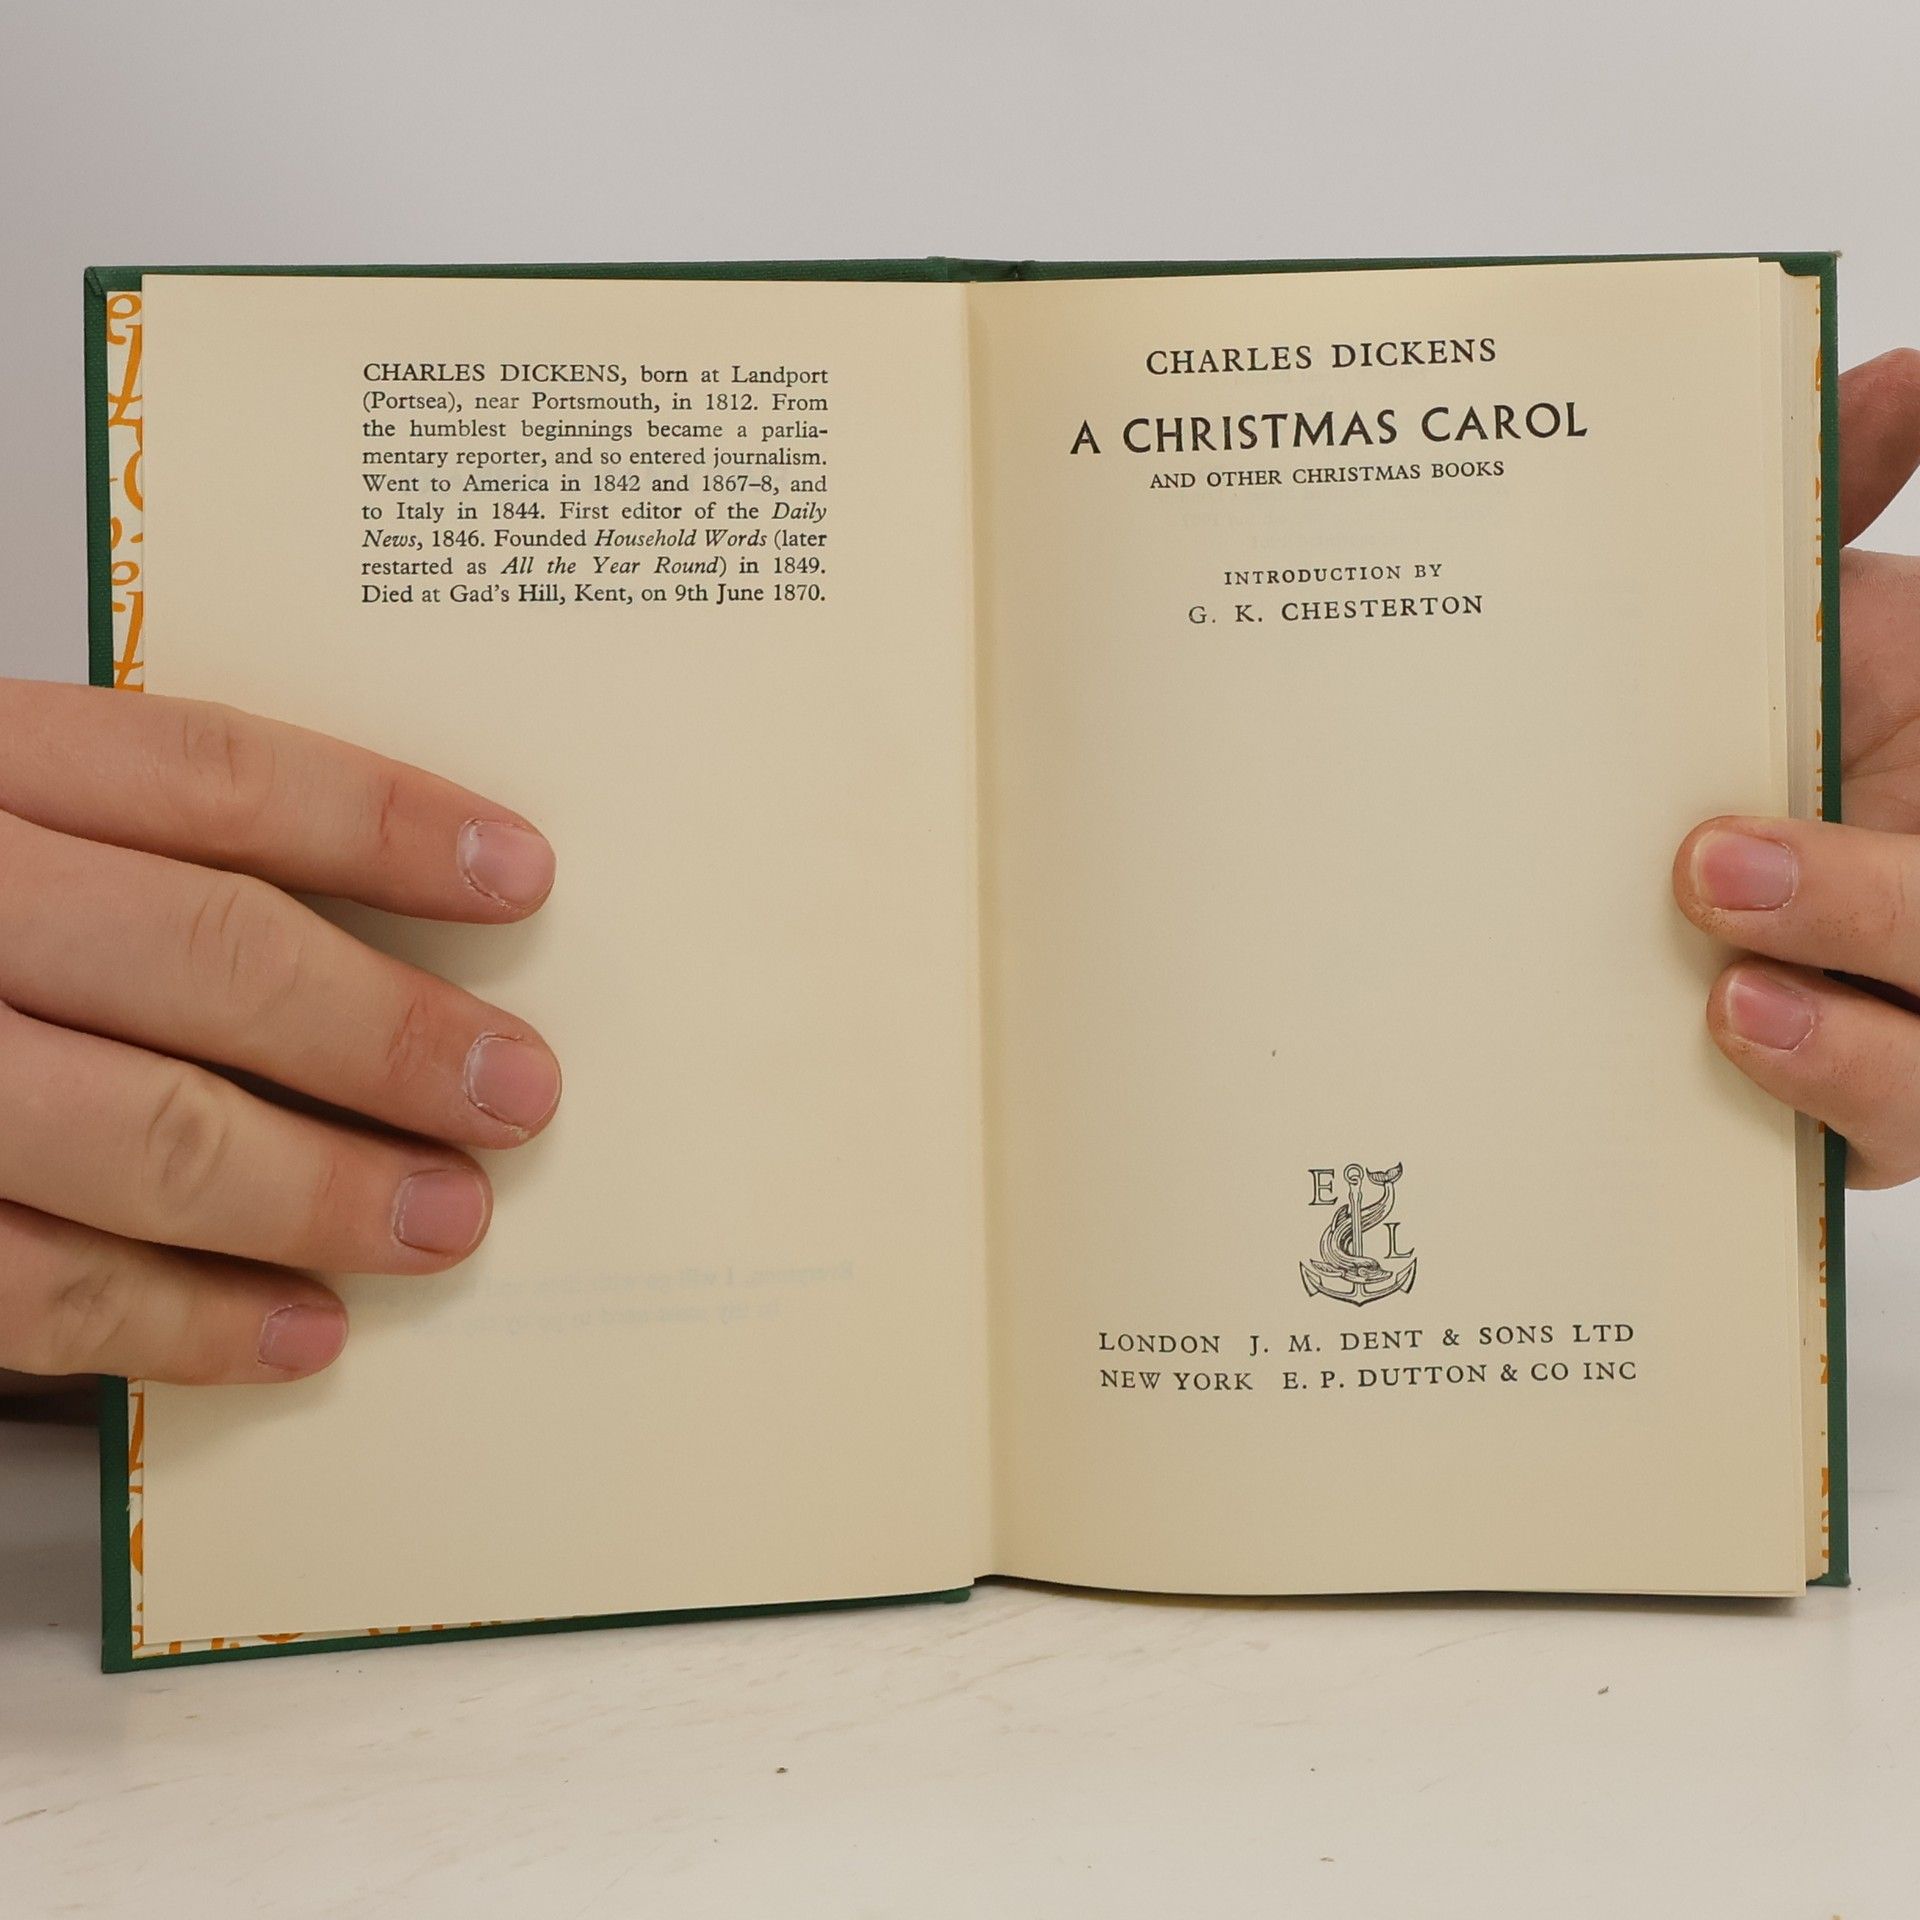 CHARLES DICKENS, born at Landport
(Portsea), near Portsmouth, in 1812. From
the humblest beginnings became a parlia-
mentary reporter, and so entered journalism.
Went to America in 1842 and 1867–8, and
to Italy in 1844. First editor of the Daily
News, 1846. Founded Household Words (later
restarted as All the Year Round) in 1849.
Died at Gad's Hill, Kent, on 9th June 1870.
CHARLES DICKENS
A CHRISTMAS CAROL
AND OTHER CHRISTMAS BOOKS
INTRODUCTION BY
G. K. CHESTERTON
E L
LONDON J. M. DENT & SONS LTD
NEW YORK E. P. DUTTON & CO INC